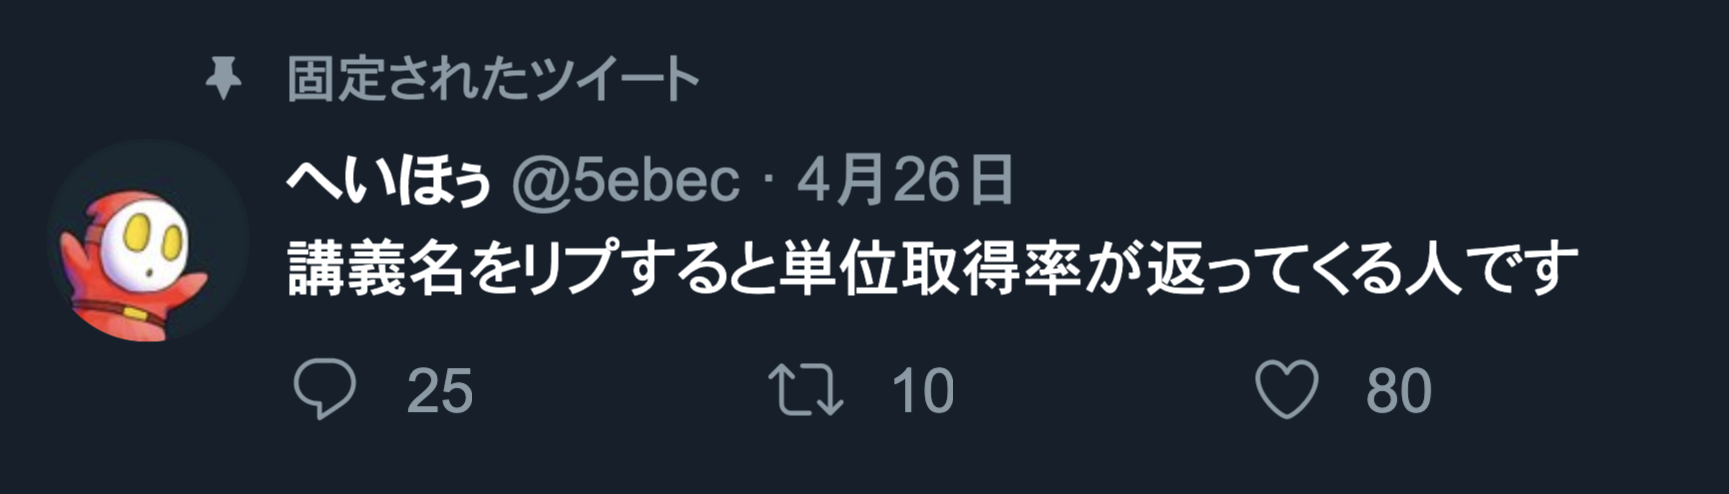 固定されたツイート
へいほぅ @5ebec · 4月26日
講義名をリプすると単位取得率が返ってくる人です
25 10 80